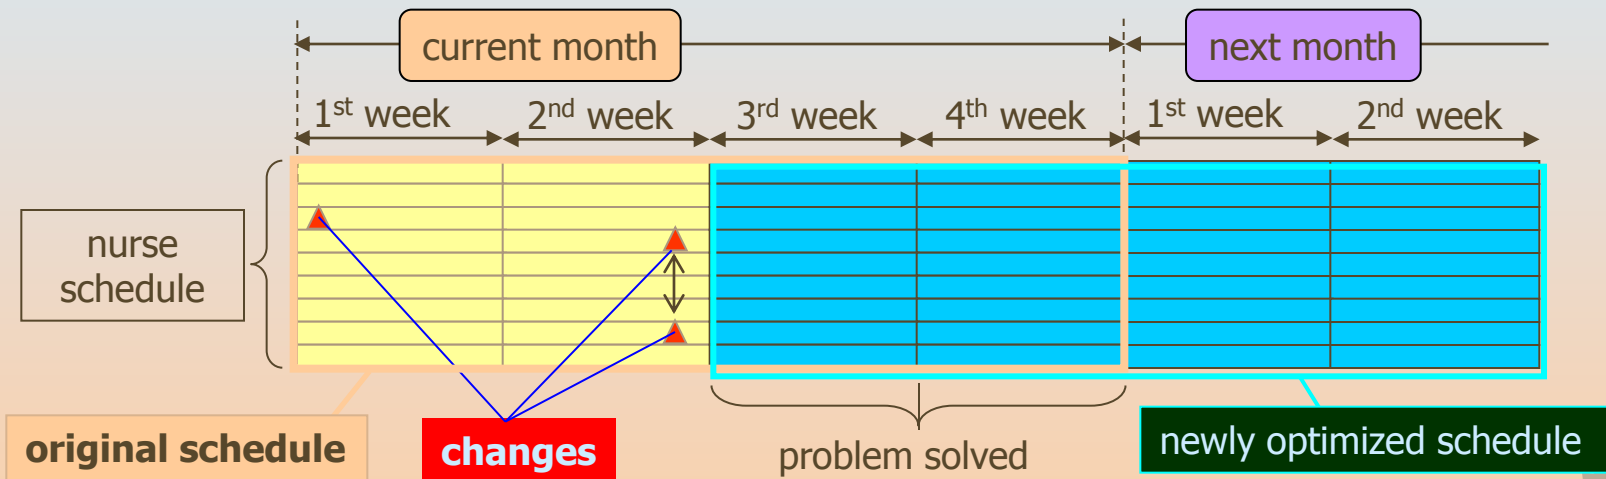 current month
next month
1st week
2nd week
3rd week
4th week
1st week
2nd week
nurse
schedule
original schedule
changes
problem solved
newly optimized schedule